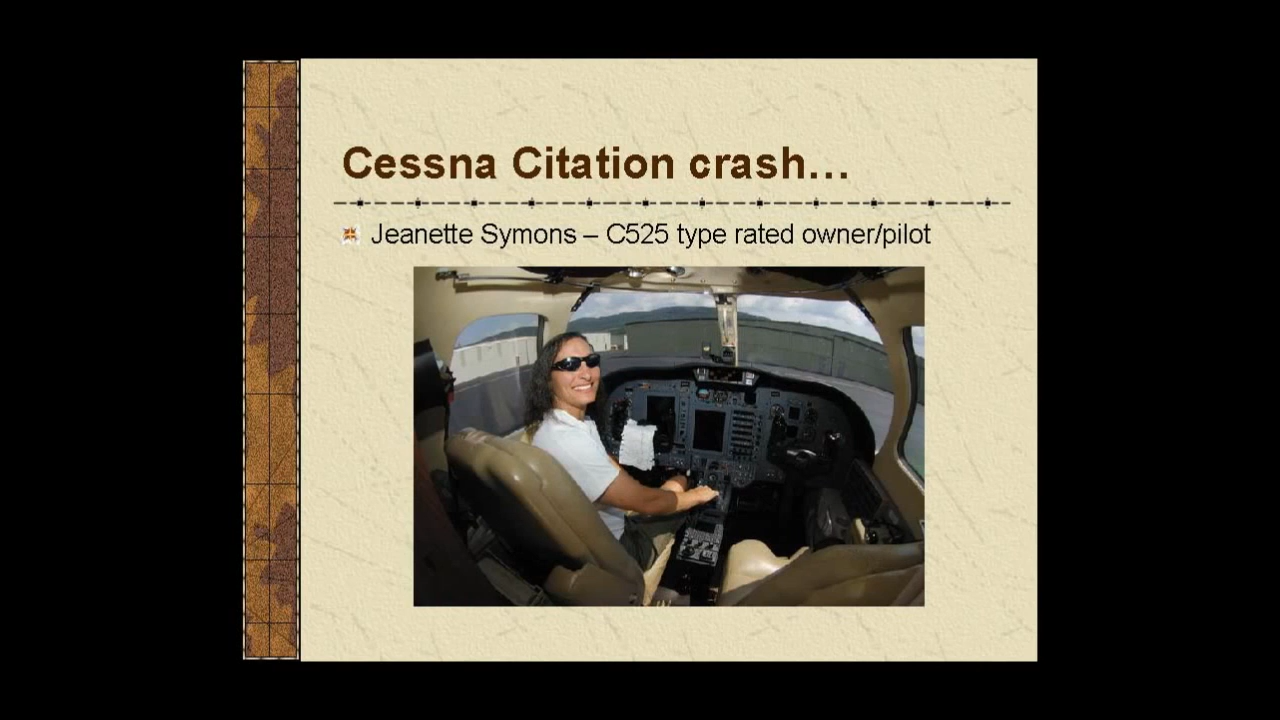 Cessna Citation crash...
Jeanette Symons – C525 type rated owner/pilot